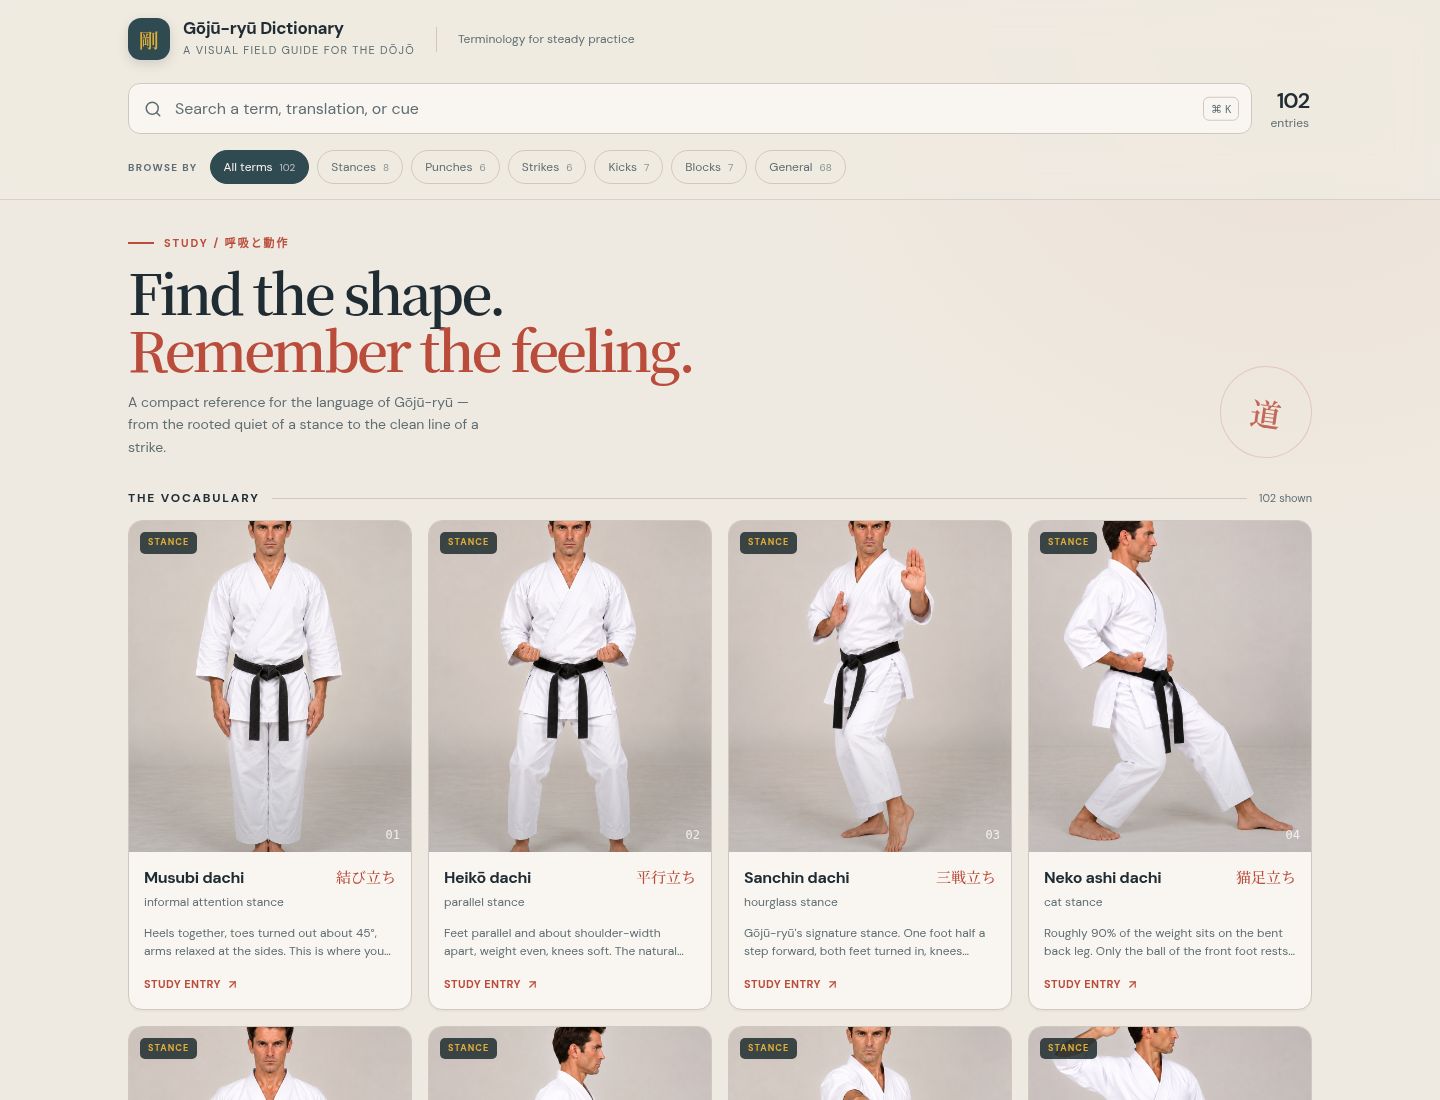 剛
Gōjū-ryū Dictionary
A VISUAL FIELD GUIDE FOR THE DŌJŌ
Terminology for steady practice
Search a term, translation, or cue
⌘ K
102
entries
BROWSE BY
All terms 102
Stances 8
Punches 6
Strikes 6
Kicks 7
Blocks 7
General 68
STUDY / 呼吸と動作
Find the shape.
Remember the feeling.
A compact reference for the language of Gōjū-ryū —
from the rooted quiet of a stance to the clean line of a
strike.
道
THE VOCABULARY
102 shown
STANCE
01
Musubi dachi
結び立ち
informal attention stance
Heels together, toes turned out about 45°,
arms relaxed at the sides. This is where you…
STUDY ENTRY
STANCE
02
Heikō dachi
平行立ち
parallel stance
Feet parallel and about shoulder-width
apart, weight even, knees soft. The natural…
STUDY ENTRY
STANCE
03
Sanchin dachi
三戦立ち
hourglass stance
Gōjū-ryū's signature stance. One foot half a
step forward, both feet turned in, knees…
STUDY ENTRY
STANCE
04
Neko ashi dachi
猫足立ち
cat stance
Roughly 90% of the weight sits on the bent
back leg. Only the ball of the front foot rests…
STUDY ENTRY
STANCE
STANCE
STANCE
STANCE